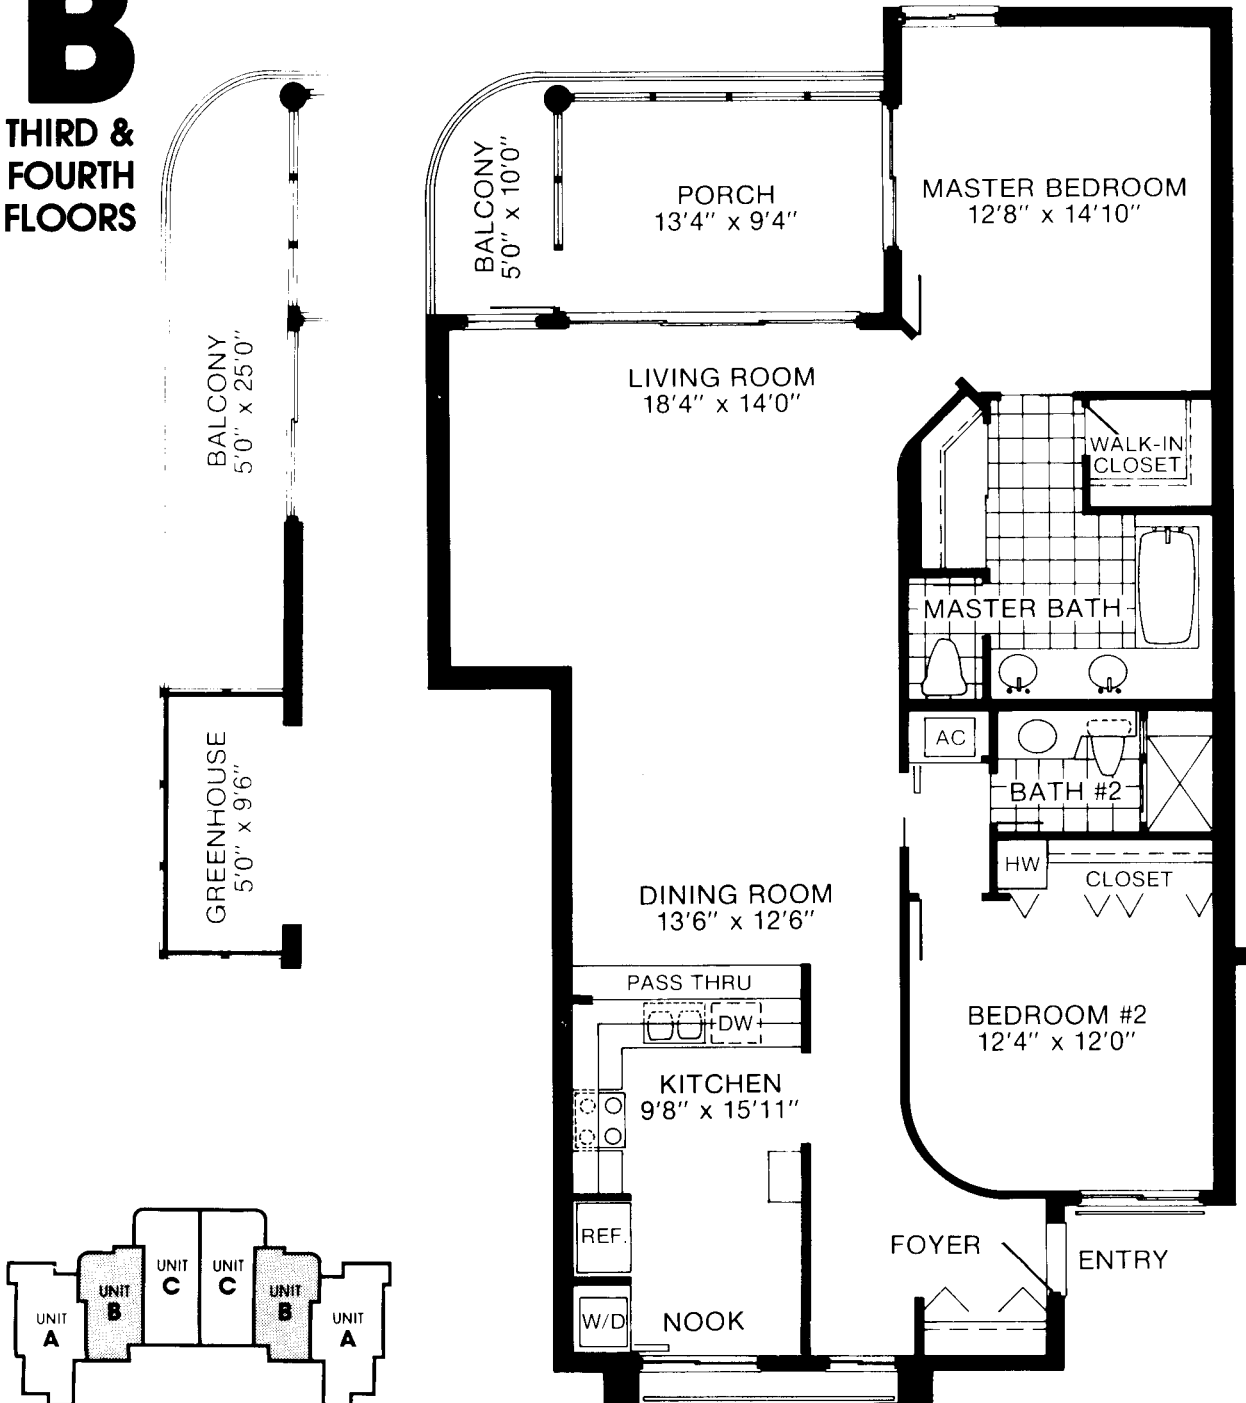 B
THIRD &
FOURTH
FLOORS
BALCONY
5'0" x 25'0"
GREENHOUSE
5'0" x 9'6"
BALCONY
5'0" x 10'0"
PORCH
13'4" x 9'4"
MASTER BEDROOM
12'8" x 14'10"
LIVING ROOM
18'4" x 14'0"
WALK-IN
CLOSET
MASTER BATH
AC
BATH #2
HW
CLOSET
DINING ROOM
13'6" x 12'6"
PASS THRU
DW
BEDROOM #2
12'4" x 12'0"
KITCHEN
9'8" x 15'11"
REF.
FOYER
ENTRY
W/D
NOOK
UNIT
A
UNIT
B
UNIT
C
UNIT
C
UNIT
B
UNIT
A